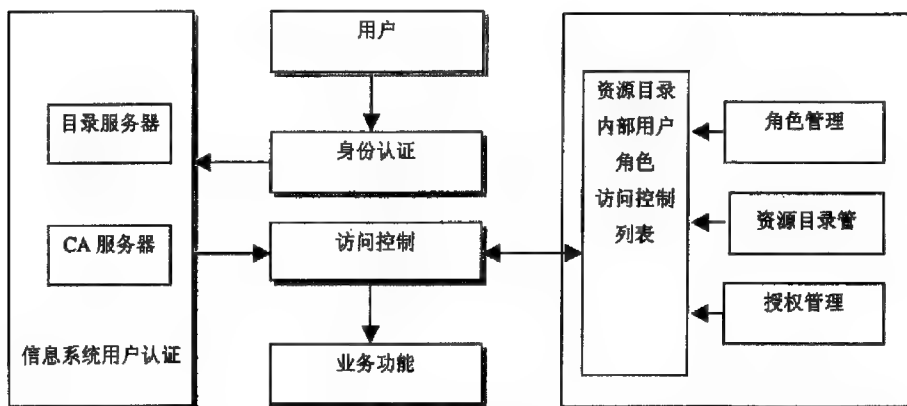 用户
目录服务器
身份认证
CA 服务器
访问控制
信息系统用户认证
业务功能
资源目录
内部用户
角色
访问控制
列表
角色管理
资源目录管
授权管理